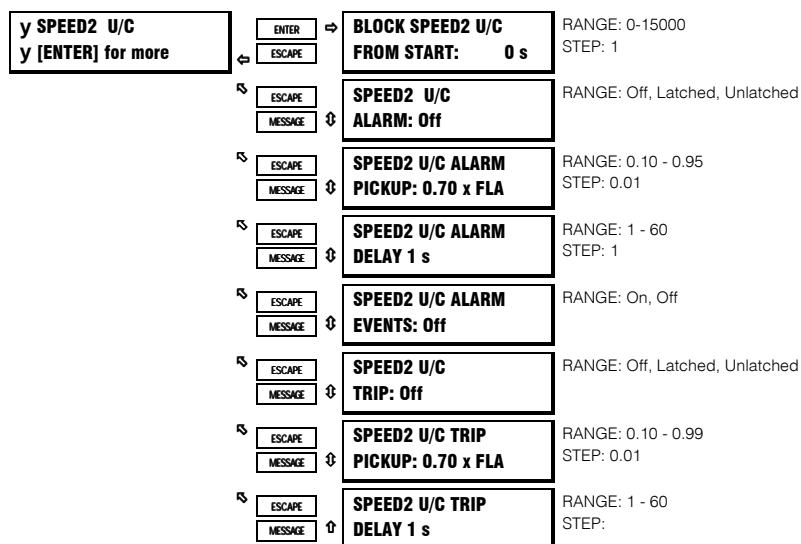 y SPEED2 U/C
y [ENTER] for more
ENTER
ESCAPE
BLOCK SPEED2 U/C
FROM START: 0 s
RANGE: 0-15000
STEP: 1
ESCAPE
MESSAGE
SPEED2 U/C
ALARM: Off
RANGE: Off, Latched, Unlatched
ESCAPE
MESSAGE
SPEED2 U/C ALARM
PICKUP: 0.70 x FLA
RANGE: 0.10 - 0.95
STEP: 0.01
ESCAPE
MESSAGE
SPEED2 U/C ALARM
DELAY 1 s
RANGE: 1 - 60
STEP: 1
ESCAPE
MESSAGE
SPEED2 U/C ALARM
EVENTS: Off
RANGE: On, Off
ESCAPE
MESSAGE
SPEED2 U/C
TRIP: Off
RANGE: Off, Latched, Unlatched
ESCAPE
MESSAGE
SPEED2 U/C TRIP
PICKUP: 0.70 x FLA
RANGE: 0.10 - 0.99
STEP: 0.01
ESCAPE
MESSAGE
SPEED2 U/C TRIP
DELAY 1 s
RANGE: 1 - 60
STEP: